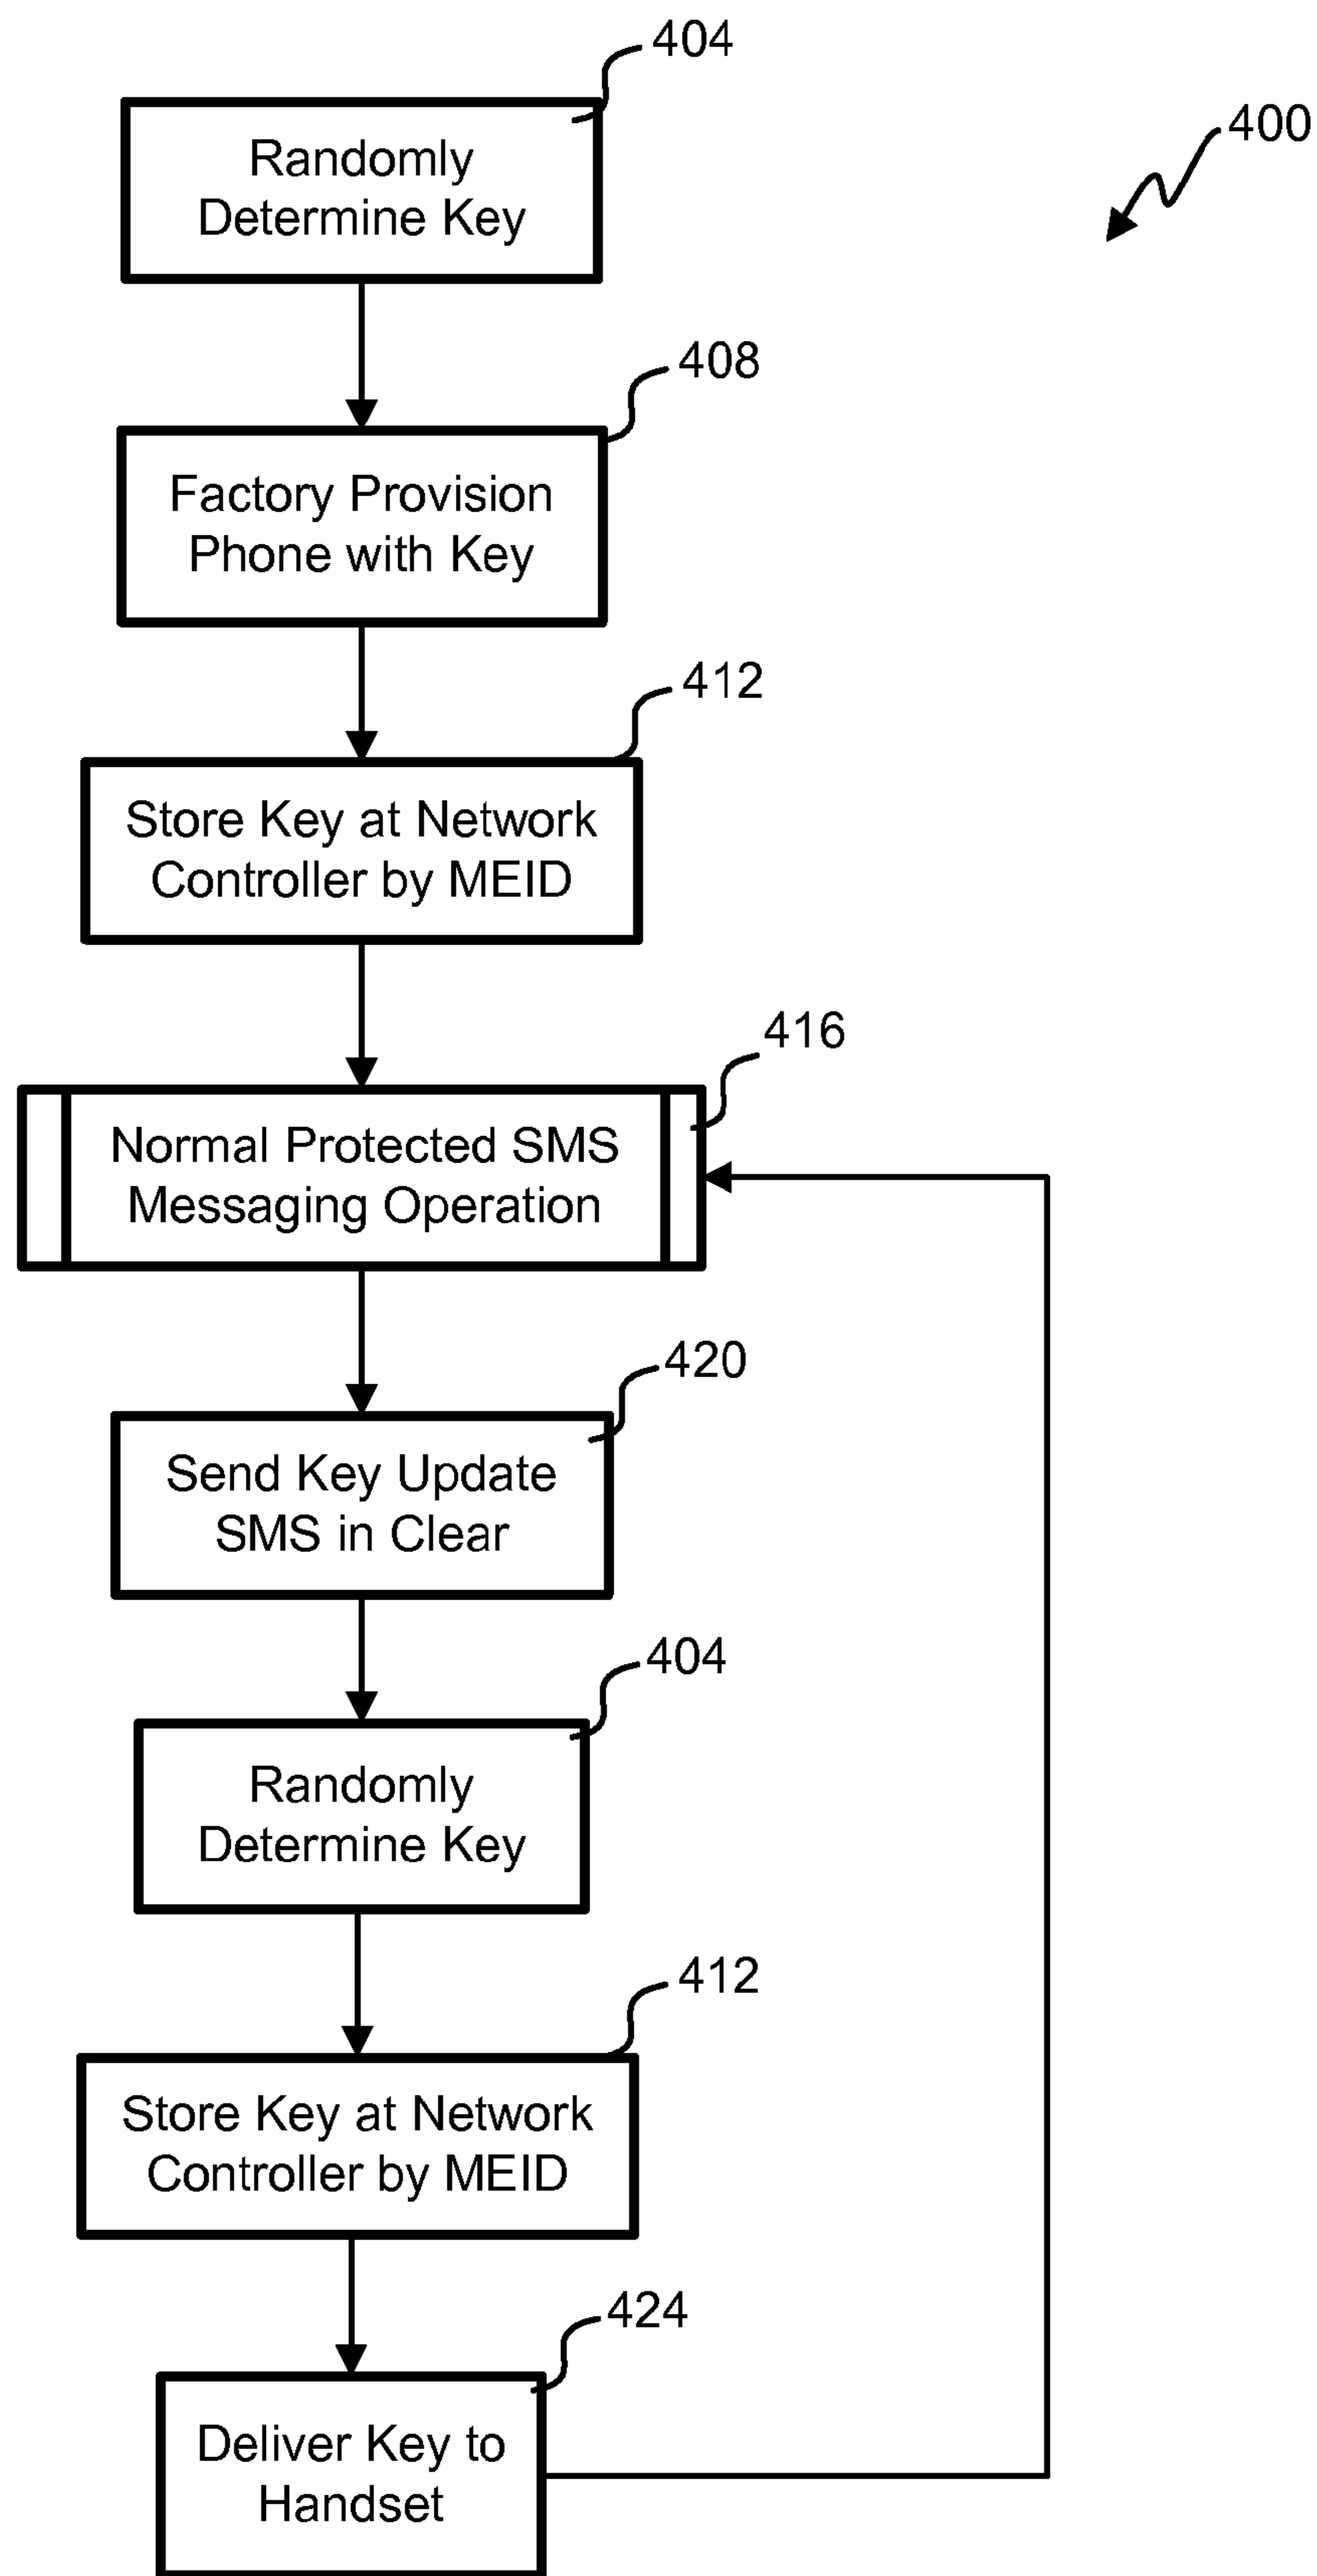 404
400
Randomly
Determine Key
408
Factory Provision
Phone with Key
412
Store Key at Network
Controller by MEID
416
Normal Protected SMS
Messaging Operation
420
Send Key Update
SMS in Clear
404
Randomly
Determine Key
412
Store Key at Network
Controller by MEID
424
Deliver Key to
Handset